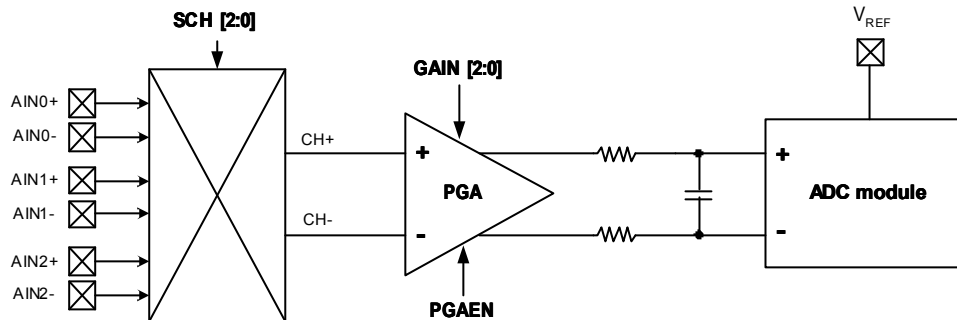 SCH [2:0]
V_REF
GAIN [2:0]
AIN0+
AIN0-
AIN1+
AIN1-
AIN2+
AIN2-
CH+
CH-
+
-
PGA
PGAEN
+
-
ADC module